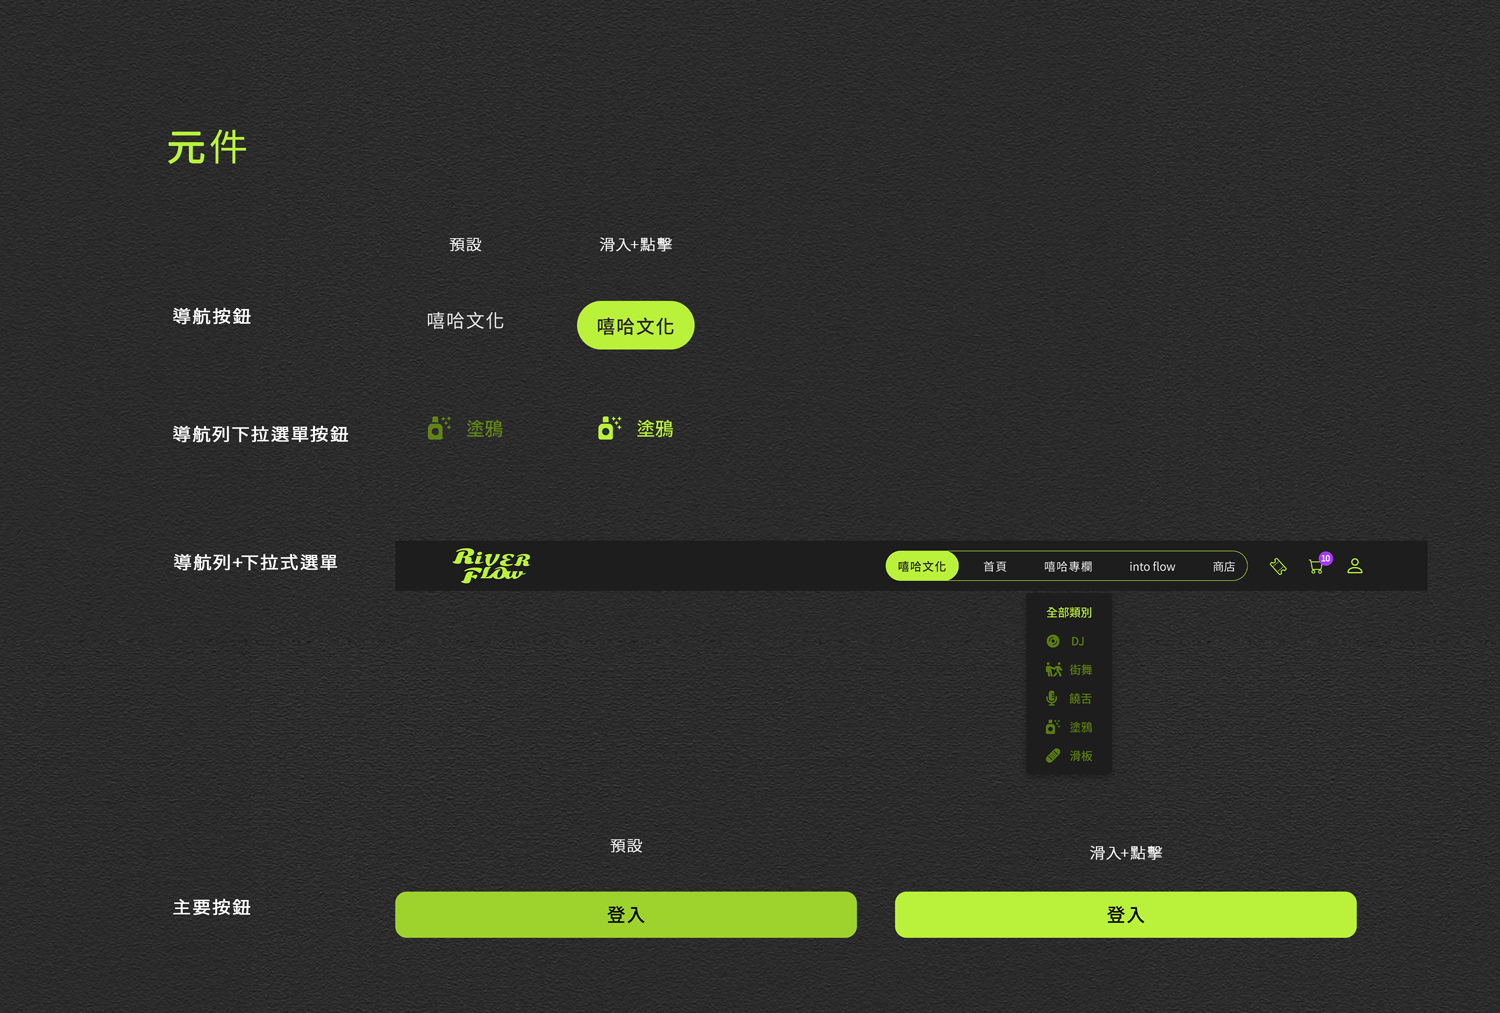 元件
預設
滑入+點擊
導航按鈕
嘻哈文化
嘻哈文化
導航列下拉選單按鈕
塗鴉
塗鴉
導航列+下拉式選單
RIVER
FLOW
嘻哈文化
首頁
嘻哈專欄
into flow
商店
10
全部類別
DJ
街舞
饒舌
塗鴉
滑板
預設
滑入+點擊
主要按鈕
登入
登入